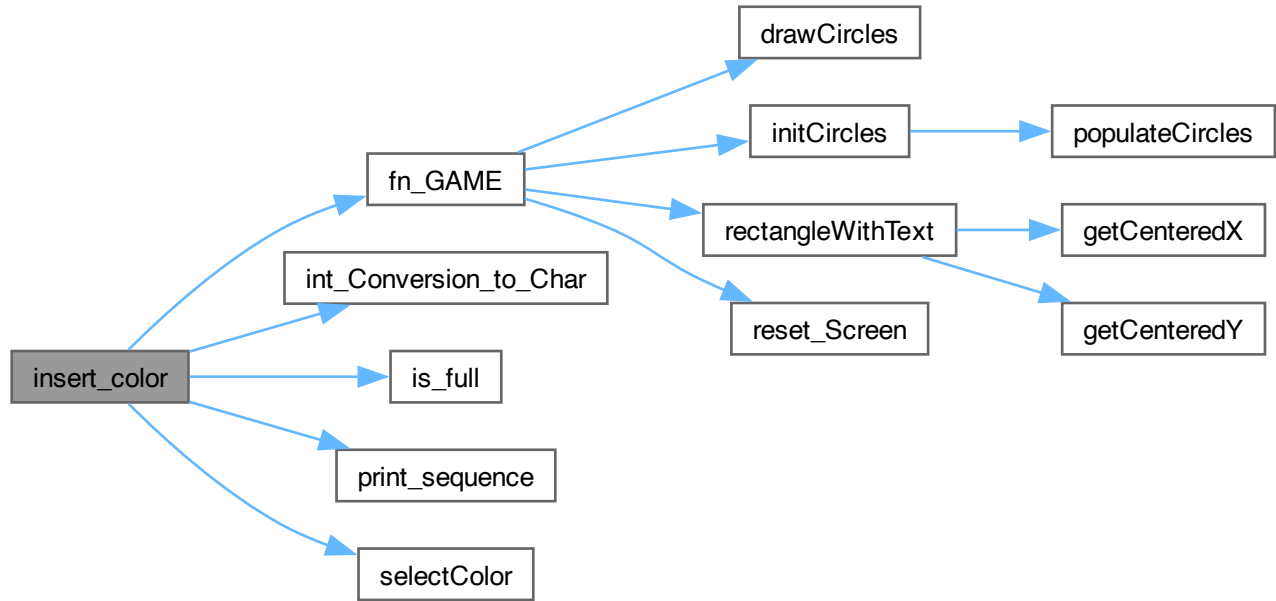 drawCircles
initCircles
populateCircles
fn_GAME
rectangleWithText
getCenteredX
int_Conversion_to_Char
reset_Screen
getCenteredY
insert_color
is_full
print_sequence
selectColor